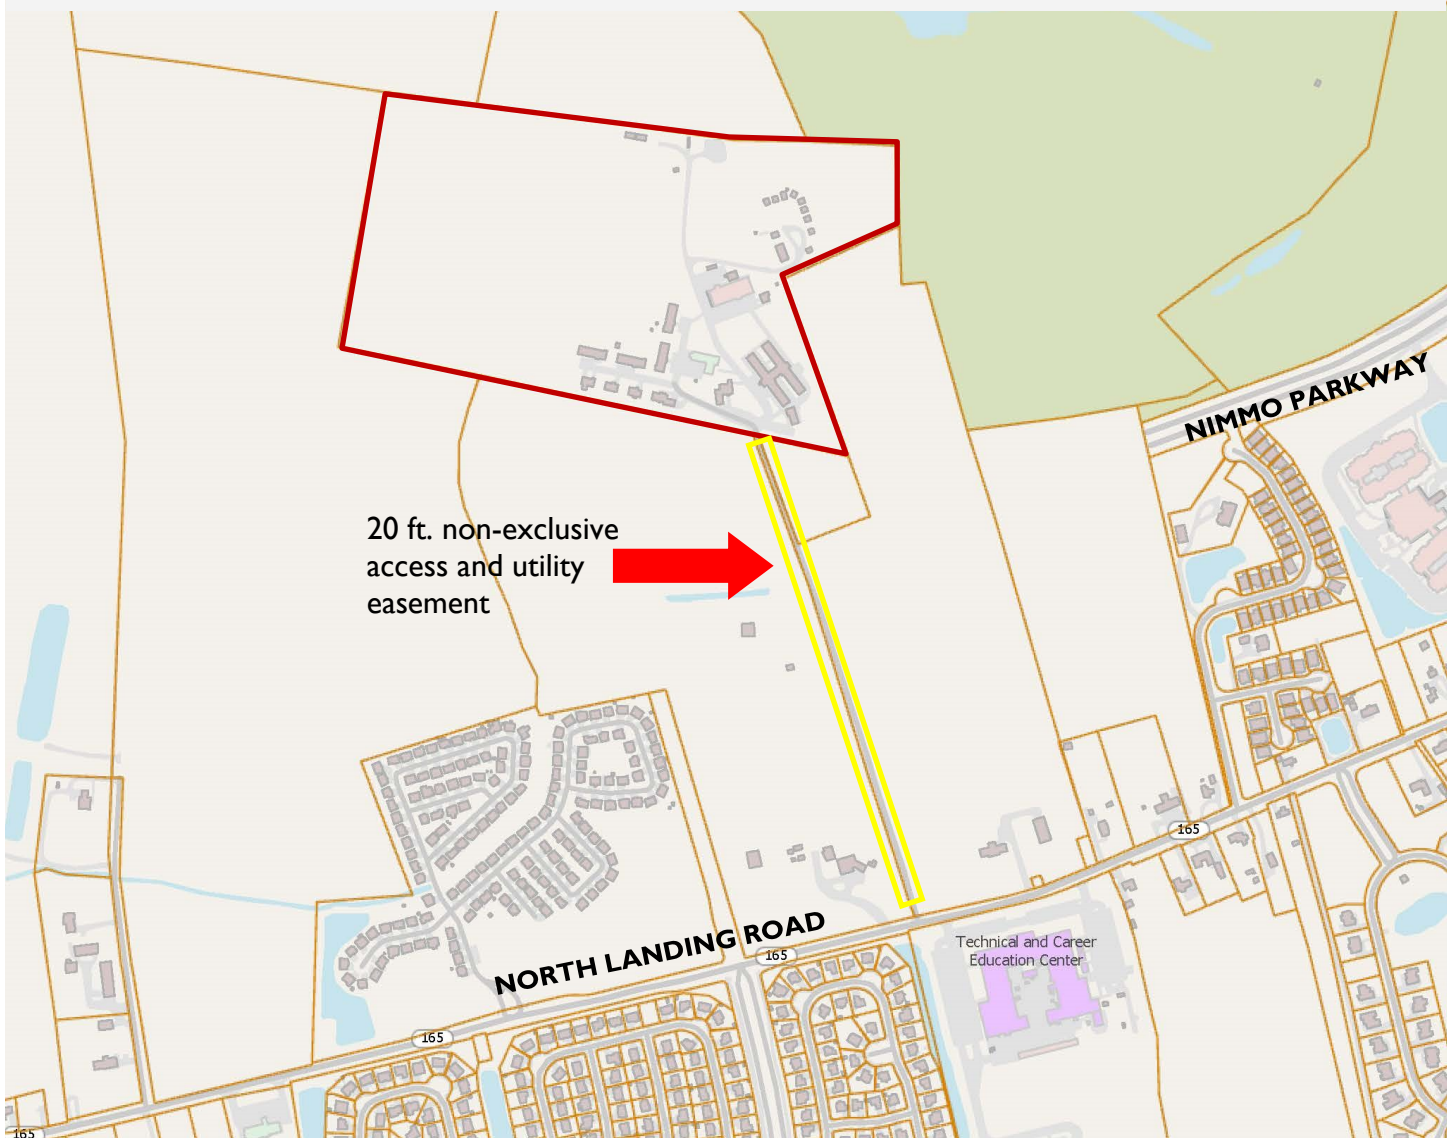 NIMMO PARKWAY
20 ft. non-exclusive
access and utility
easement
165
NORTH LANDING ROAD
165
Technical and Career
Education Center
165
165